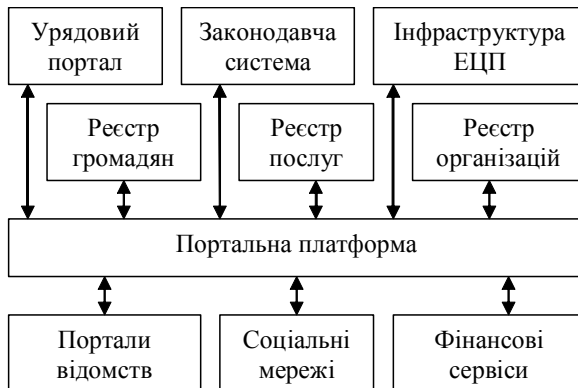 Урядовий
портал
Законодавча
система
Інфраструктура
ЕЦП
Реєстр
громадян
Реєстр
послуг
Реєстр
організацій
Портальна платформа
Портали
відомств
Соціальні
мережі
Фінансові
сервіси